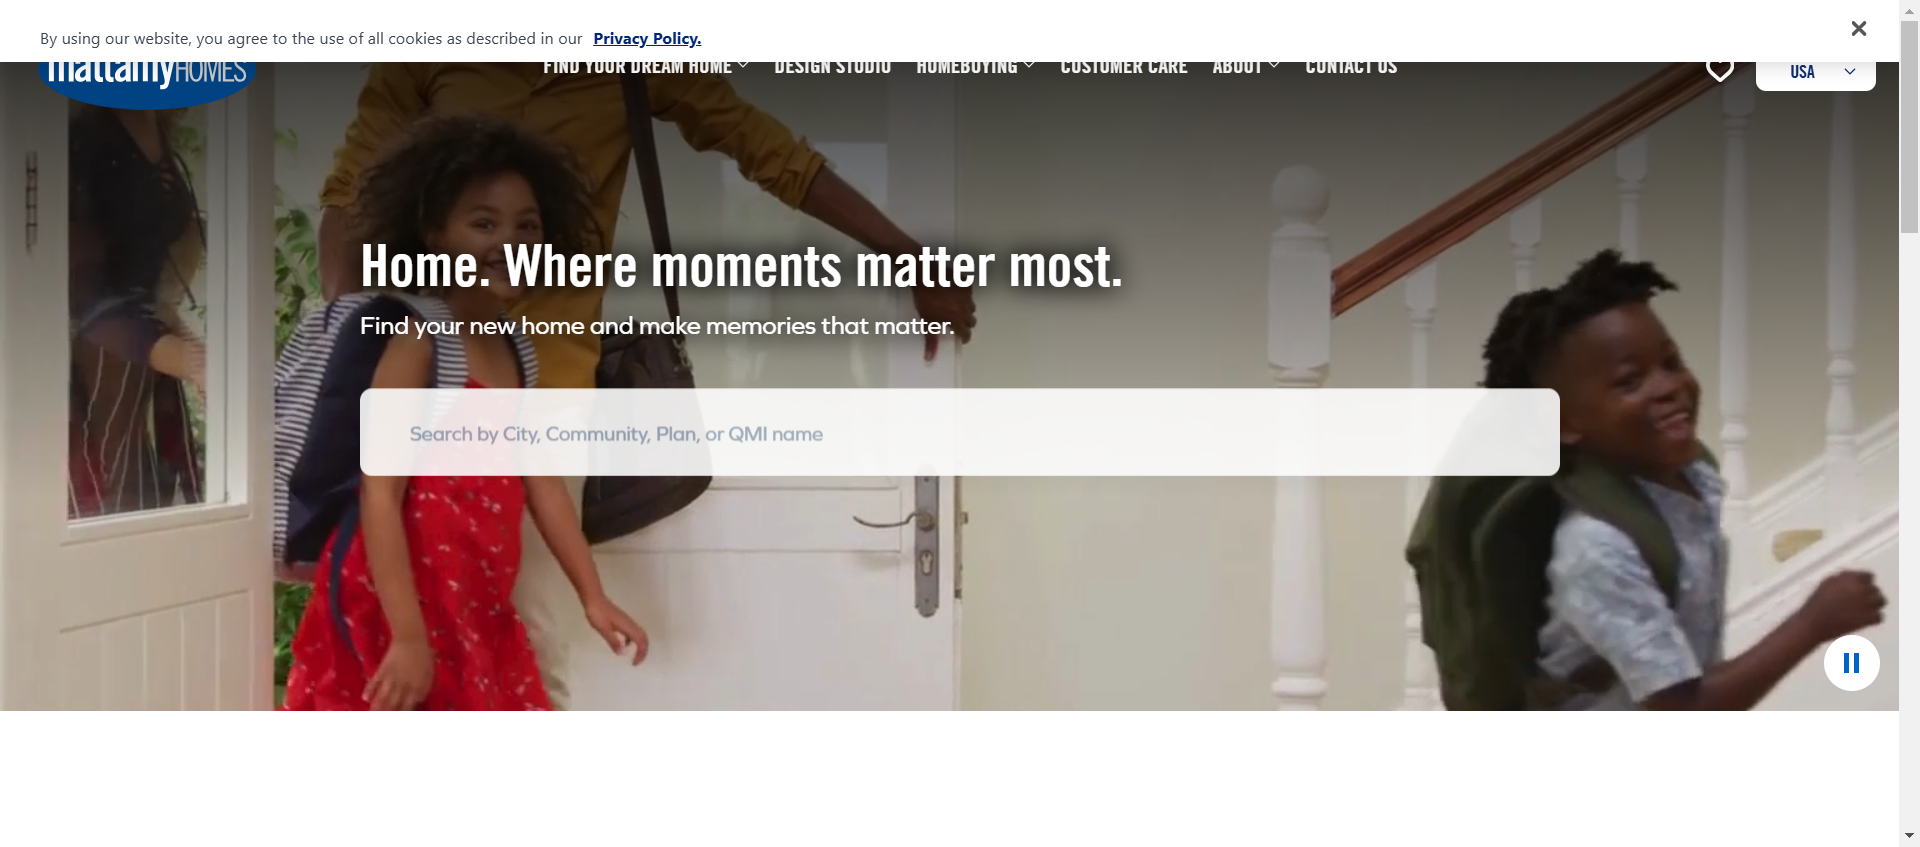 By using our website, you agree to the use of all cookies as described in our Privacy Policy.
mattamyHOMES
FIND YOUR DREAM HOME
DESIGN STUDIO
HOMEBUYING
CUSTOMER CARE
ABOUT
CONTACT US
USA
Home. Where moments matter most.
Find your new home and make memories that matter.
Search by City, Community, Plan, or QMI name